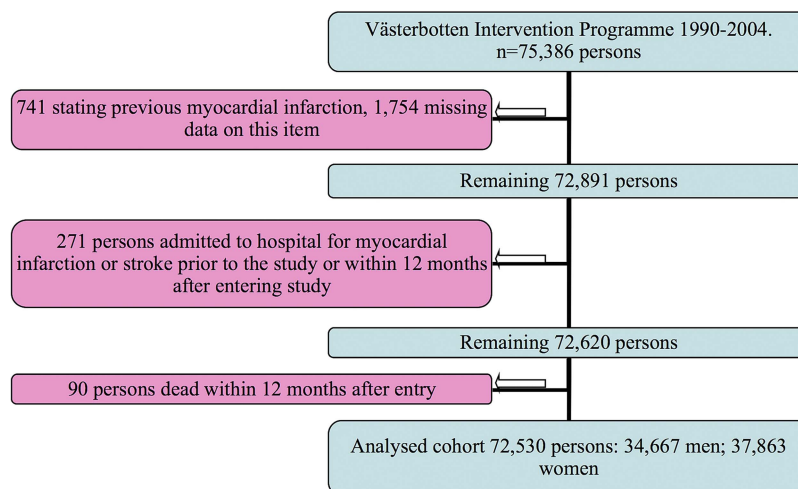 Västerbotten Intervention Programme 1990-2004.
n=75,386 persons
741 stating previous myocardial infarction, 1,754 missing
data on this item
Remaining 72,891 persons
271 persons admitted to hospital for myocardial
infarction or stroke prior to the study or within 12 months
after entering study
Remaining 72,620 persons
90 persons dead within 12 months after entry
Analysed cohort 72,530 persons: 34,667 men; 37,863
women